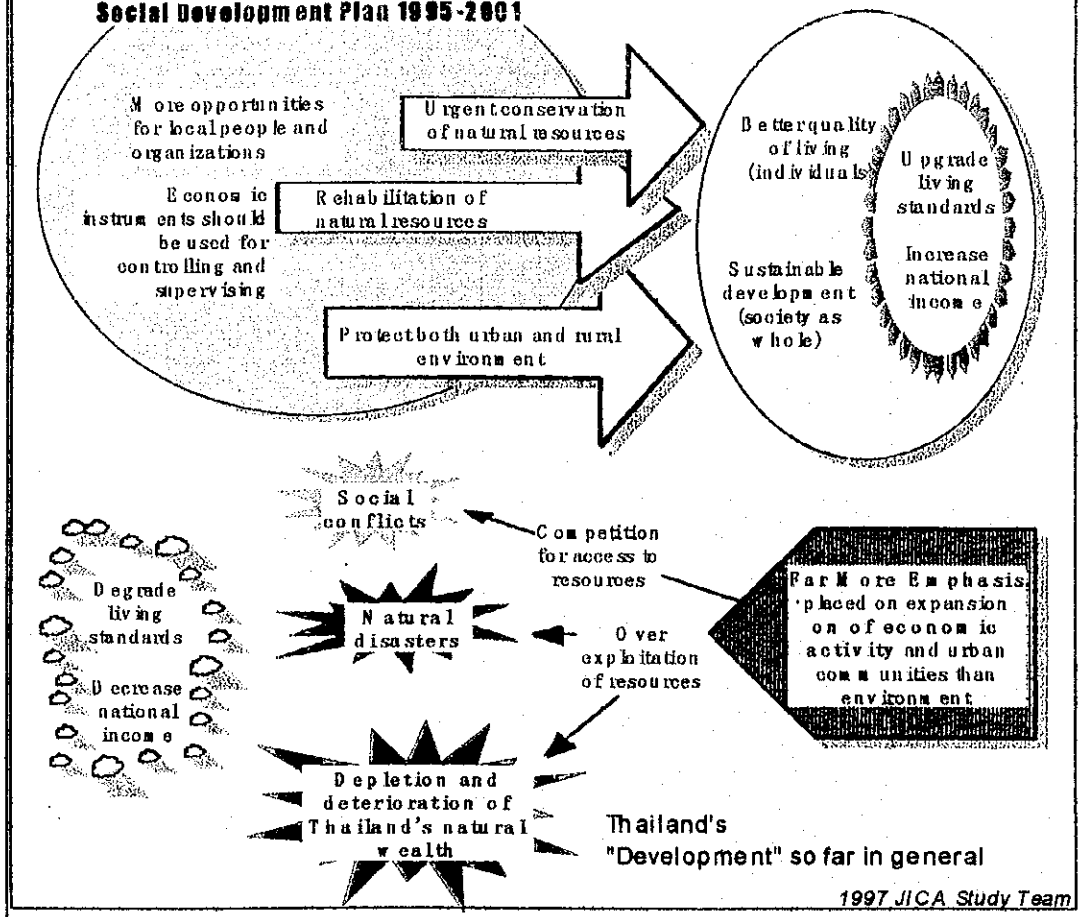 Social Development Plan 1995-2001
More opportunities
for local people and
organizations
Economic
instruments should
be used for
controlling and
supervising
Urgent conservation
of natural resources
Rehabilitation of
natural resources
Protect both urban and rural
environment
Better quality
of living
(individuals
Sustainable
development
(society as
whole)
Upgrade
living
standards
Increase
national
income
Social
conflicts
Competition
for access to
resources
Natural
disasters
Over
exploitation
of resources
Degrade
living
standards
Decrease
national
income
Depletion and
deterioration of
Thailand's natural
wealth
Far More Emphasis
placed on expansion
on of economic
activity and urban
communities than
environment
Thailand's
"Development" so far in general
1997 JICA Study Team